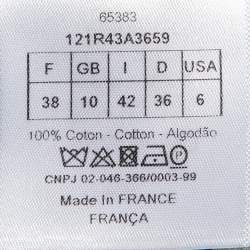 65383
121R43A3659
F GB I D USA
38 10 42 36 6
100% Coton - Cotton - Algodão
CNPJ 02-046-366/0003-99
Made In FRANCE
FRANÇA